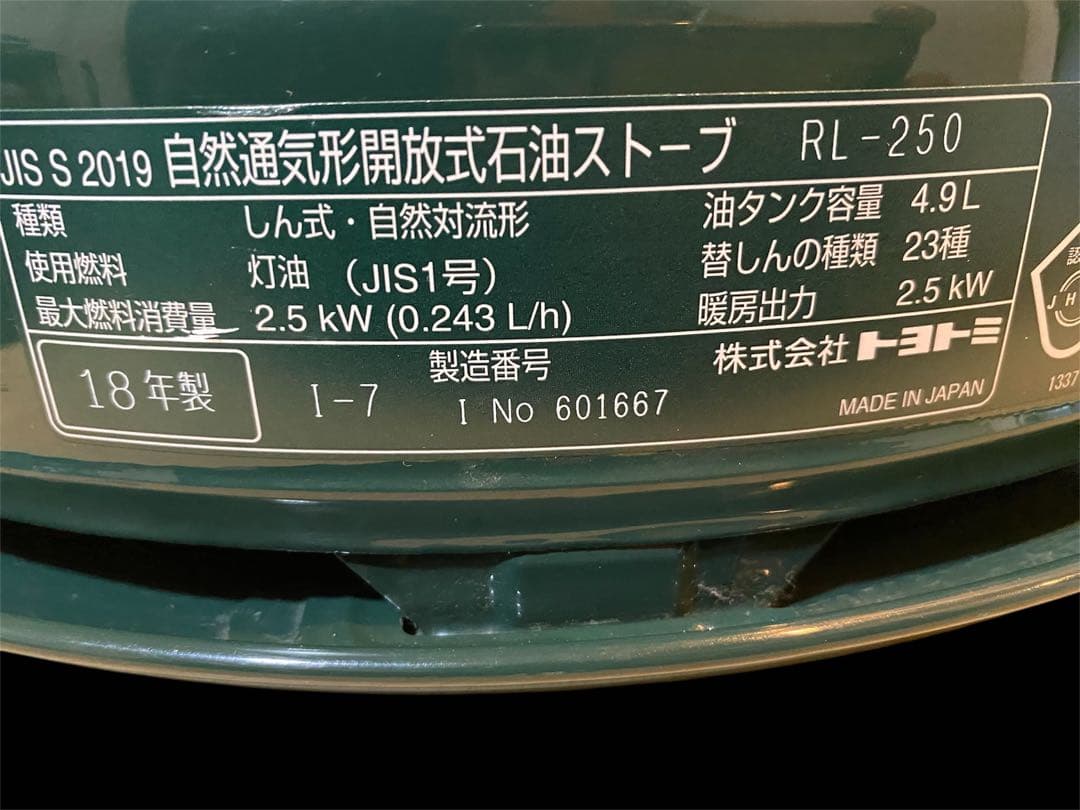 JIS S 2019 自然通気形開放式石油ストーブ RL-250
種類 しん式・自然対流形 油タンク容量 4.9L
使用燃料 灯油 (JIS1号) 替しんの種類 23種
最大燃料消費量 2.5 kW (0.243 L/h) 暖房出力 2.5 kW
18年製 I-7 製造番号 株式会社トヨトミ
I No 601667 MADE IN JAPAN
認
JH
1337